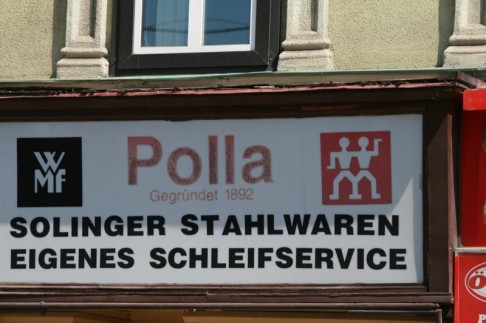 WMF
Polla
Gegründet 1892
SOLINGER STAHLWAREN
EIGENES SCHLEIFSERVICE